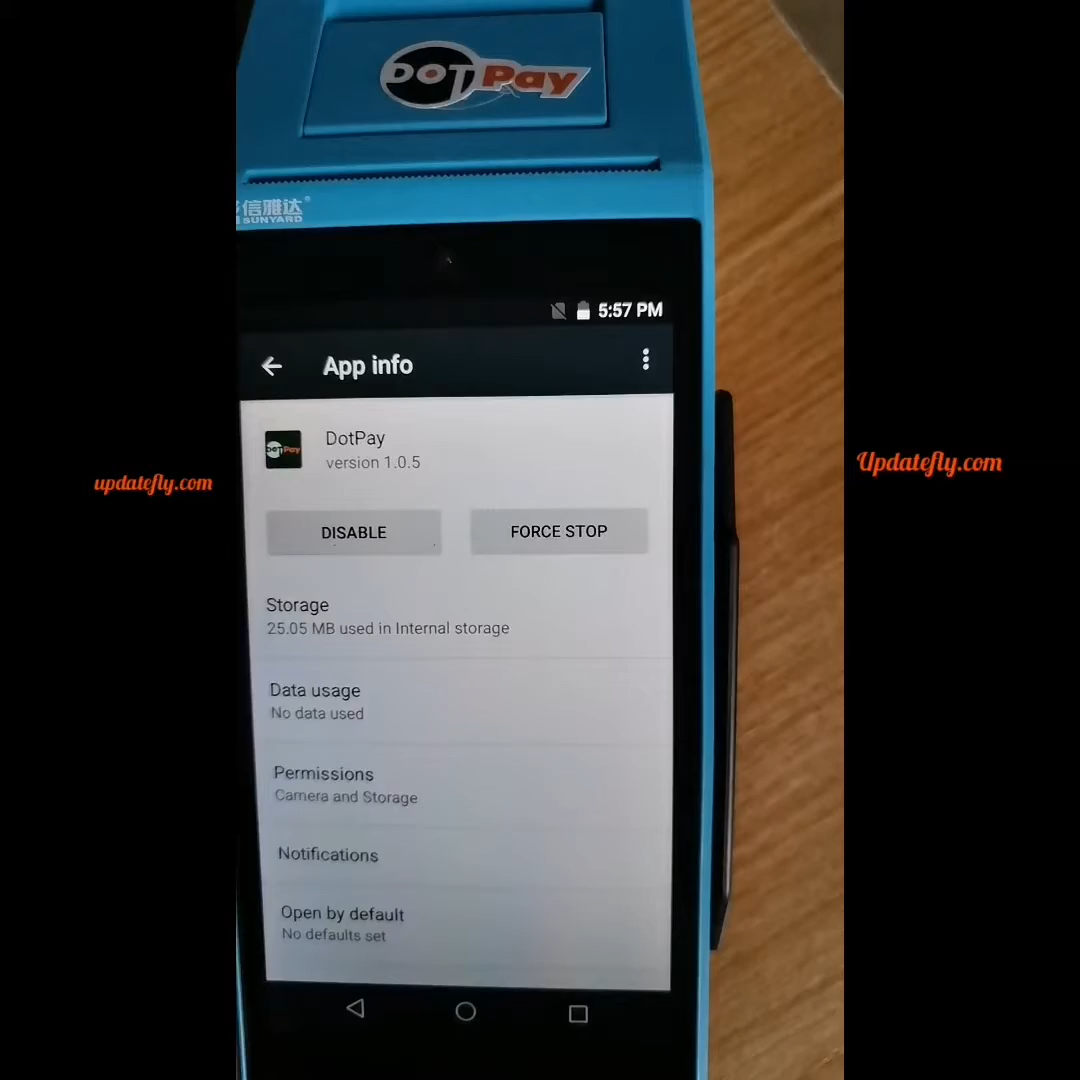 DOTPay
信雅达®
SUNYARD
5:57 PM
App info
DotPay
DotPay
version 1.0.5
DISABLE
FORCE STOP
Storage
25.05 MB used in Internal storage
Data usage
No data used
Permissions
Camera and Storage
Notifications
Open by default
No defaults set
updatefly.com
Updatefly.com